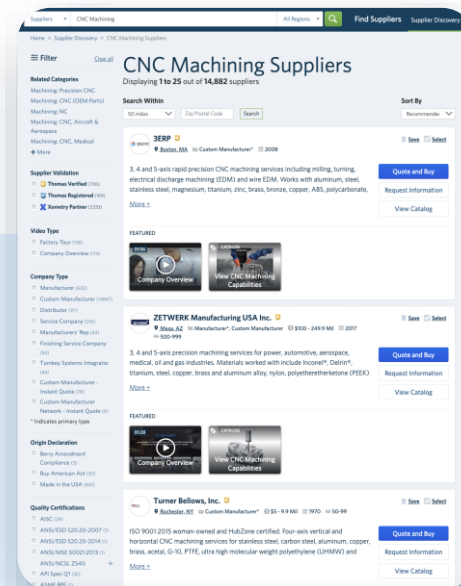 Suppliers
CNC Machining
All Regions
Find Suppliers
Supplier Discovery
Home > Supplier Discovery > CNC Machining Suppliers
Filter
Clear all
Related Categories
Machining: Precision CNC
Machining: CNC (OEM Parts)
Machining: NC
Machining: CNC, Aircraft &
Aerospace
Machining: CNC, Medical
+ More
Supplier Validation
Thomas Verified
Thomas Registered
Xometry Partner
Video Type
Factory Tour
Company Overview
Company Type
Manufacturer
Custom Manufacturer
Distributor
Service Company
Manufacturers' Rep
Finishing Service Company
Turnkey Systems Integrator
Custom Manufacturer -
Instant Quote
Custom Manufacturer
Network - Instant Quote
* Indicates primary type
Origin Declaration
Berry Amendment
Compliance
Buy American Act
Made in the USA
Quality Certifications
AISC
ANSI/ESD S20.20-2007
ANSI/ESD S20.20-2014
ANSI/MSE 50021:2013
ANSI/NCSL Z540
API Spec Q1
CNC Machining Suppliers
Displaying 1 to 25 out of 14,882 suppliers
Search Within
Sort By
50 miles
Zip/Postal Code
Search
Recommended
3ERP
Save
Select
Boston, MA
Custom Manufacturer*
2008
3, 4 and 5-axis rapid precision CNC machining services including milling, turning,
electrical discharge machining (EDM) and wire EDM. Works with aluminum, steel,
stainless steel, magnesium, titanium, zinc, brass, bronze, copper, ABS, polycarbonate,
More +
Quote and Buy
Request Information
View Catalog
FEATURED
Company Overview
CATALOG
View CNC Machining
Capabilities
ZETWERK Manufacturing USA Inc.
Save
Select
Mesa, AZ
Manufacturer*, Custom Manufacturer
$100 - 249.9 Mil
2017
500-999
3, 4 and 5-axis precision machining services for power, automotive, aerospace,
medical, oil and gas industries. Materials worked with include Inconel®, Delrin®,
titanium, steel, copper, brass and aluminum alloy, nylon, polyetheretherketone (PEEK)
More +
Quote and Buy
Request Information
View Catalog
FEATURED
Company Overview
CATALOG
View CNC Machining
Capabilities
Turner Bellows, Inc.
Save
Select
Rochester, NY
Custom Manufacturer
$5 - 9.9 Mil
1970
50-99
ISO 9001:2015 woman-owned and HubZone certified. Four-axis vertical and
horizontal CNC machining services for stainless steel, carbon steel, aluminum, copper,
brass, acetal, G-10, PTFE, ultra high molecular weight polyethylene (UHMW) and
Quote and Buy
Request Information
View Catalog